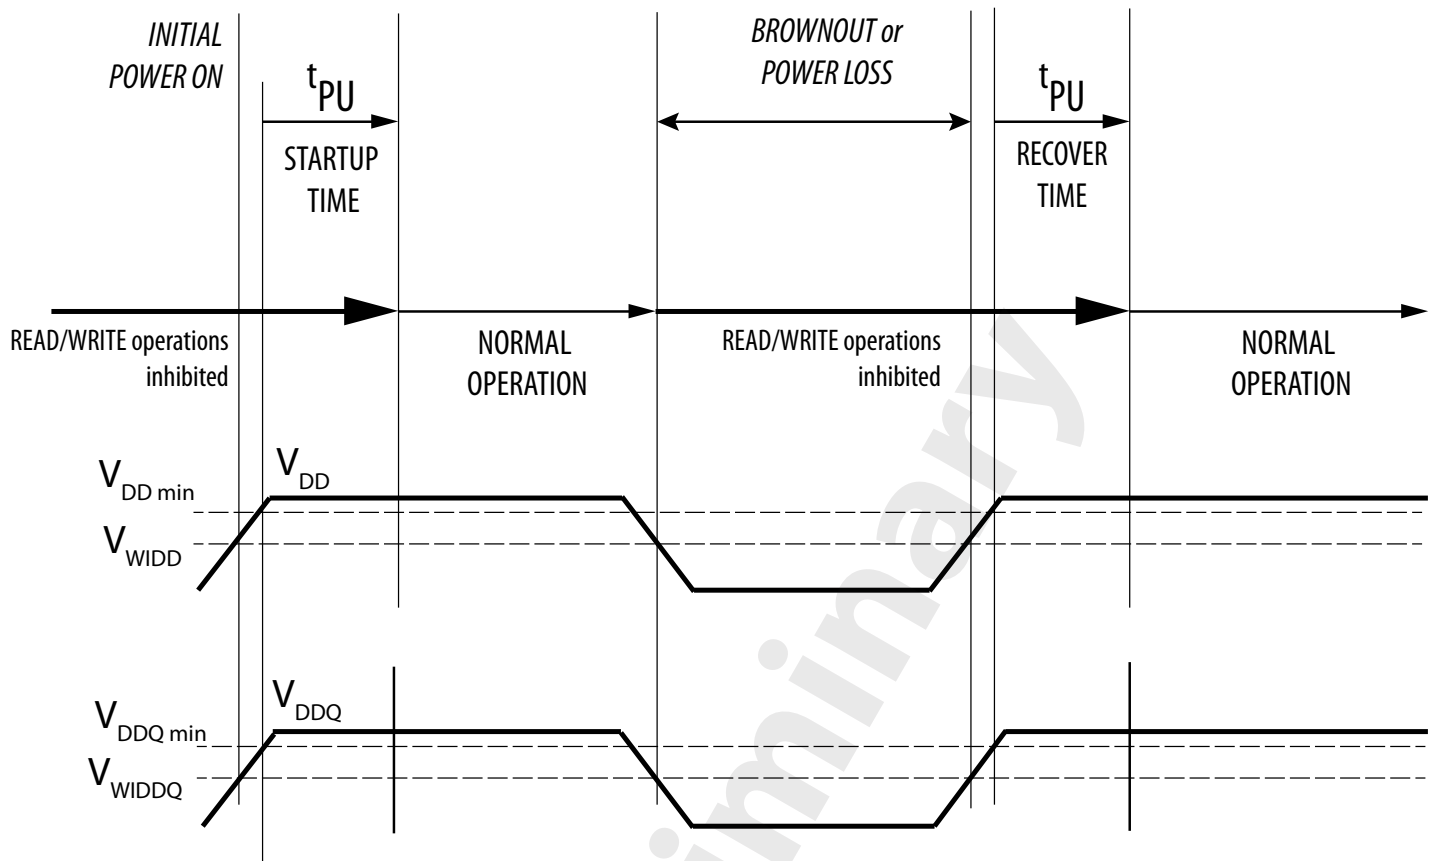 INITIAL
POWER ON
tPU
STARTUP
TIME
BROWNOUT or
POWER LOSS
tPU
RECOVER
TIME
READ/WRITE operations
inhibited
NORMAL
OPERATION
READ/WRITE operations
inhibited
NORMAL
OPERATION
VDD min
VDD
VWIDD
VDDQ min
VDDQ
VWIDDQ
iminary